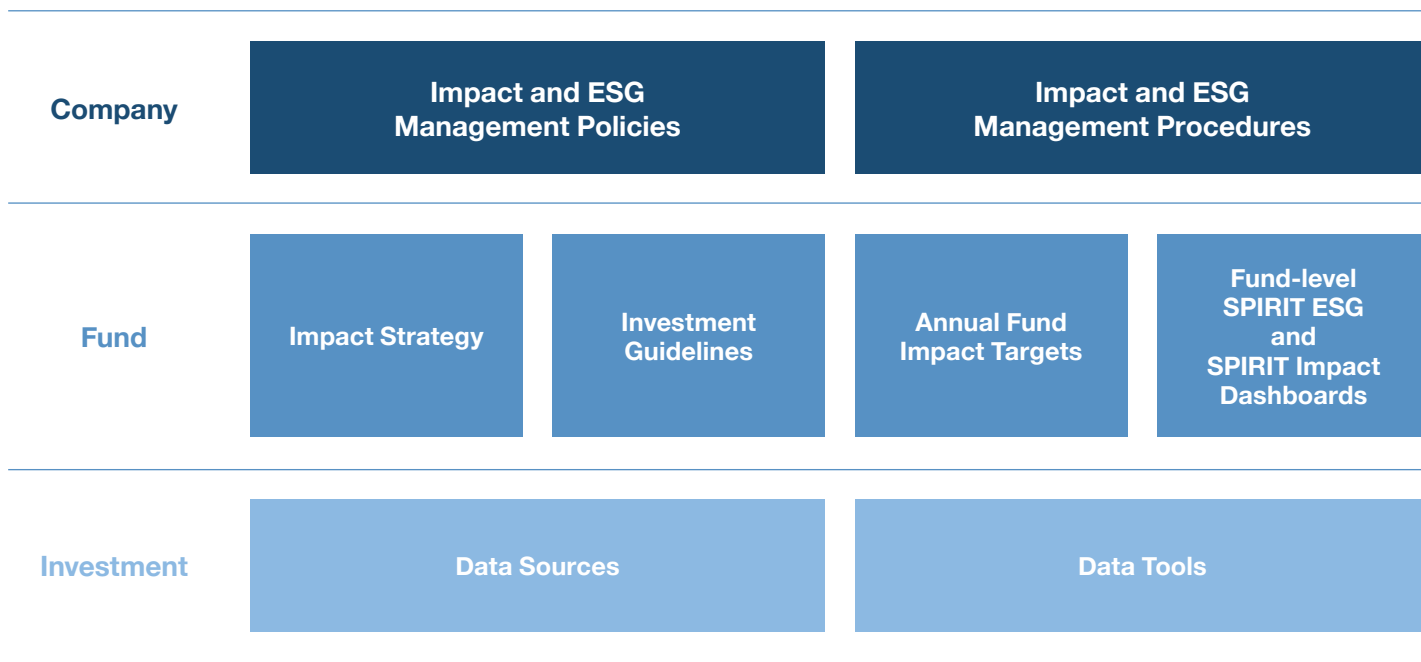 Company
Impact and ESG
Management Policies
Impact and ESG
Management Procedures
Fund
Impact Strategy
Investment
Guidelines
Annual Fund
Impact Targets
Fund-level
SPIRIT ESG
and
SPIRIT Impact
Dashboards
Investment
Data Sources
Data Tools